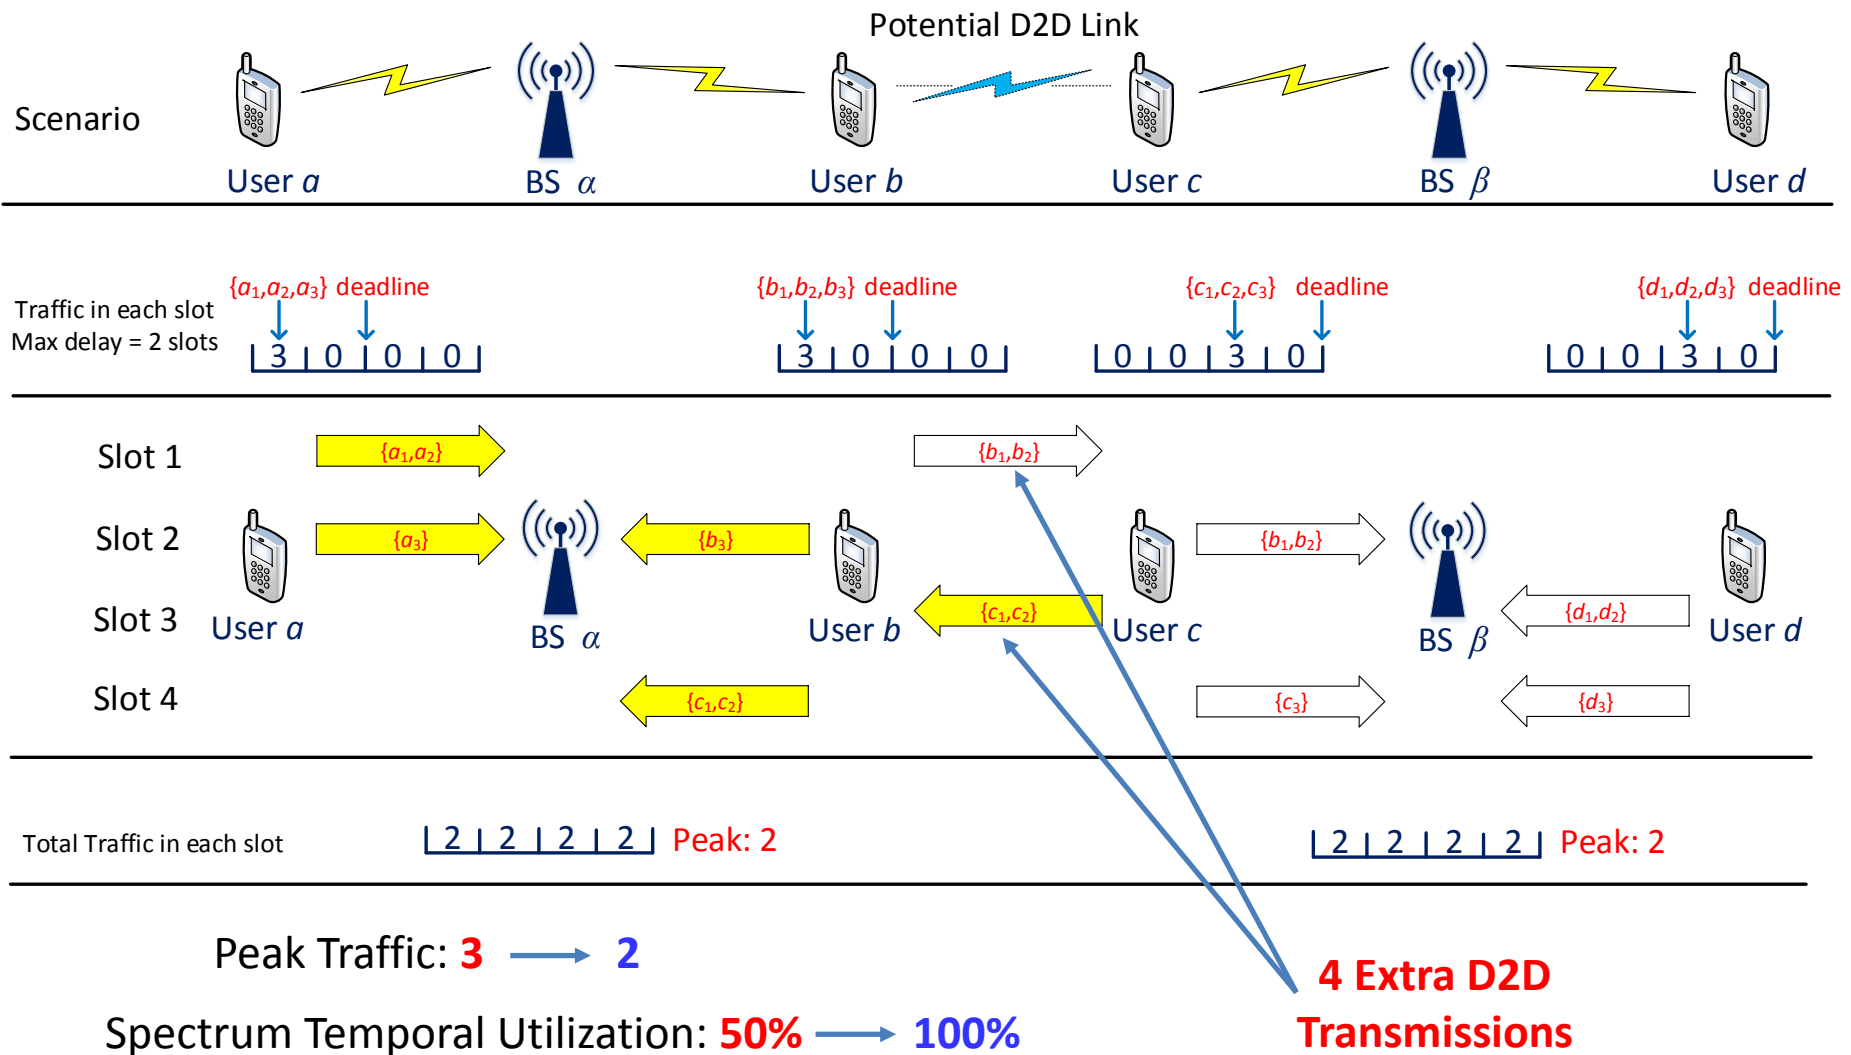 Potential D2D Link
Scenario
User a
BS α
User b
User c
BS β
User d
{a₁,a₂,a₃} deadline
{b₁,b₂,b₃} deadline
{c₁,c₂,c₃} deadline
{d₁,d₂,d₃} deadline
Traffic in each slot
Max delay = 2 slots
3 0 0 0
3 0 0 0
0 0 3 0
0 0 3 0
Slot 1
{a₁,a₂}
{b₁,b₂}
Slot 2
{a₃}
{b₃}
{b₁,b₂}
Slot 3
User a
BS α
User b
{c₁,c₂}
User c
BS β
{d₁,d₂}
User d
Slot 4
{c₁,c₂}
{c₃}
{d₃}
Total Traffic in each slot
2 2 2 2 Peak: 2
2 2 2 2 Peak: 2
Peak Traffic: 3 → 2
Spectrum Temporal Utilization: 50% → 100%
4 Extra D2D
Transmissions